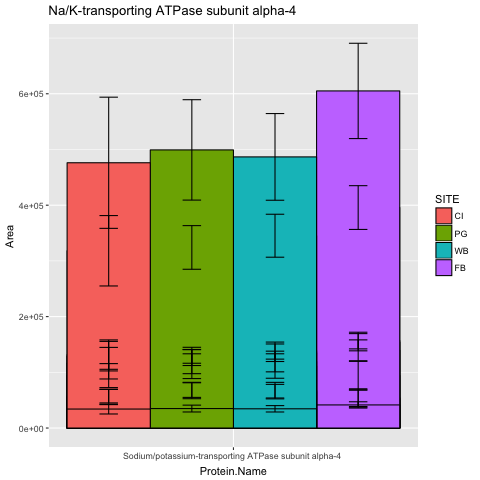 Na/K-transporting ATPase subunit alpha-4
6e+05
4e+05
2e+05
0e+00
Area
Sodium/potassium-transporting ATPase subunit alpha-4
Protein.Name
SITE
CI
PG
WB
FB